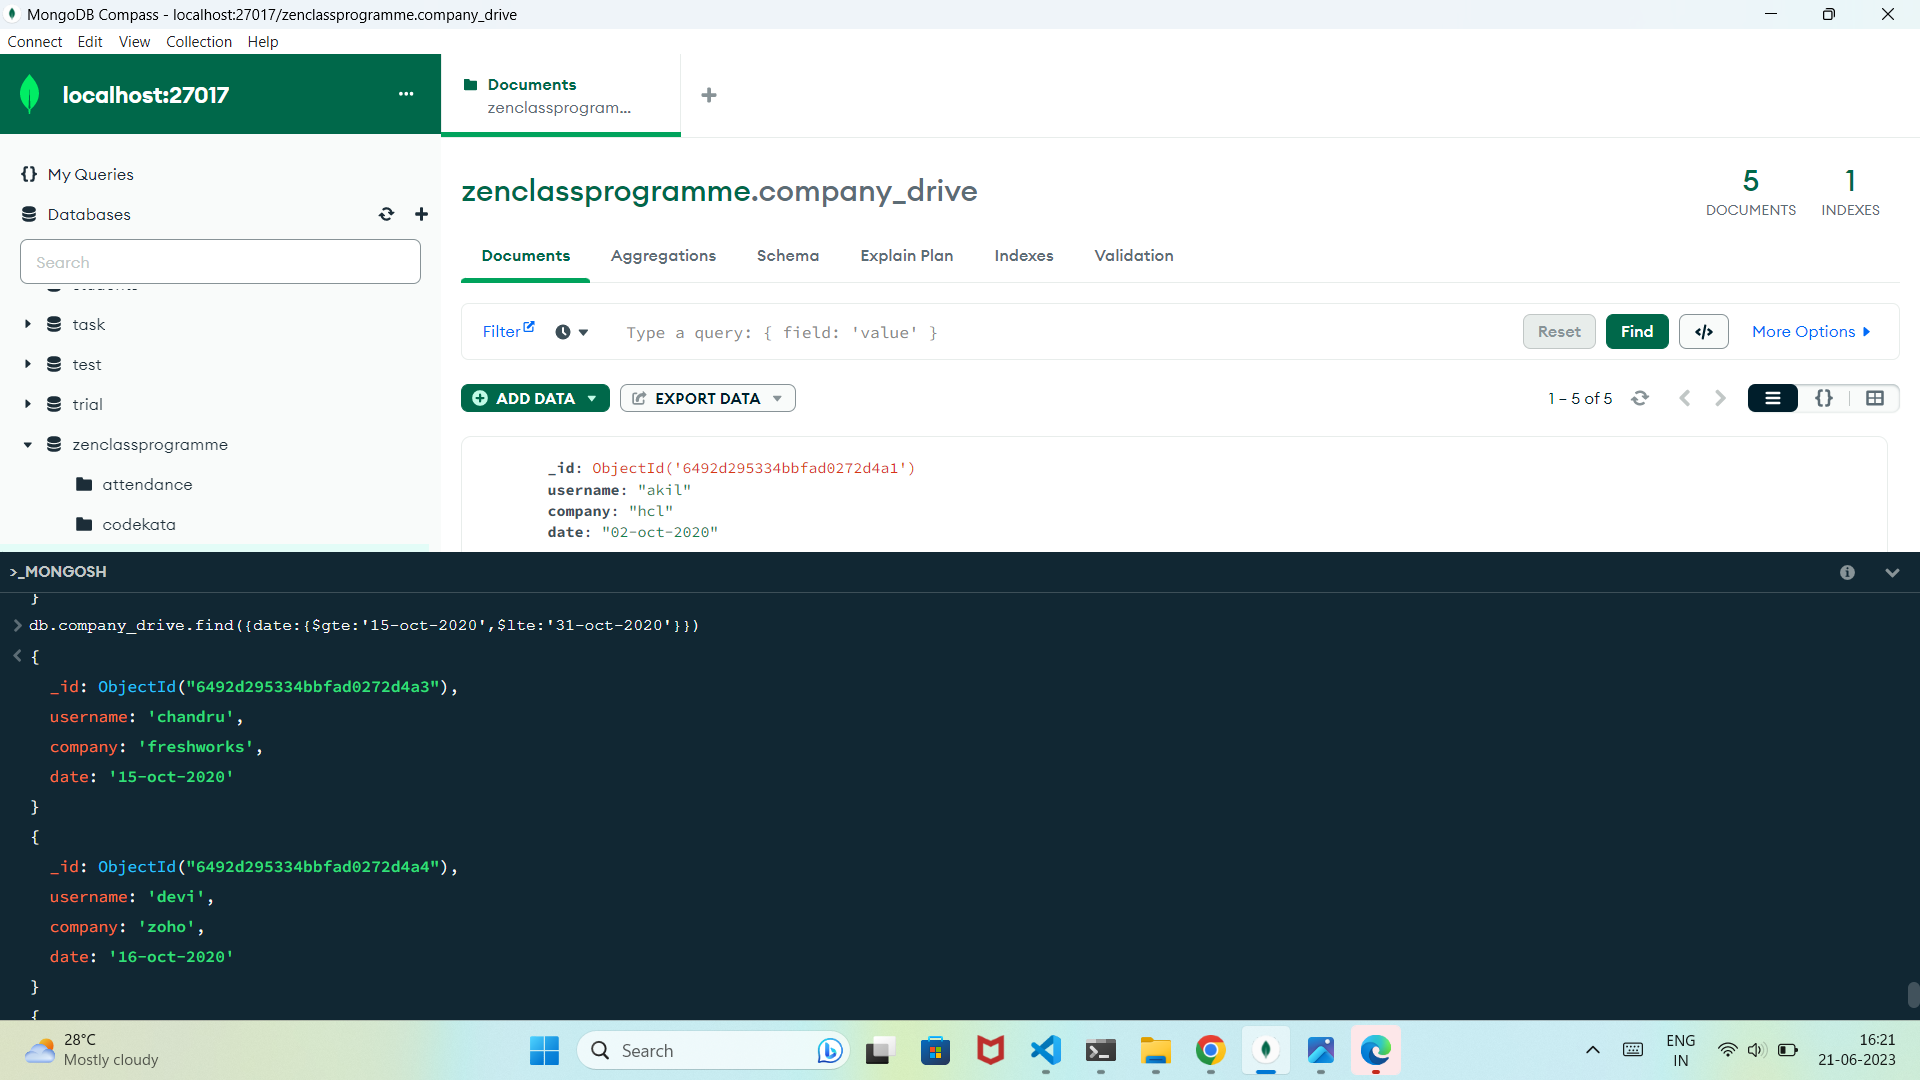 MongoDB Compass - localhost:27017/zenclassprogramme.company_drive
Connect Edit View Collection Help
localhost:27017
...
Documents
zenclassprogram...
My Queries
Databases
Search
task
test
trial
zenclassprogramme
attendance
codekata
zenclassprogramme.company_drive
5
DOCUMENTS
1
INDEXES
Documents Aggregations Schema Explain Plan Indexes Validation
Filter
Type a query: { field: 'value' }
Reset Find </> More Options
ADD DATA EXPORT DATA
1 – 5 of 5
{}
_id: ObjectId('6492d295334bbfad0272d4a1')
username: "akil"
company: "hcl"
date: "02-oct-2020"
>_MONGOSH
}
> db.company_drive.find({date:{$gte:'15-oct-2020',$lte:'31-oct-2020'}})
< {
_id: ObjectId("6492d295334bbfad0272d4a3"),
username: 'chandru',
company: 'freshworks',
date: '15-oct-2020'
}
{
_id: ObjectId("6492d295334bbfad0272d4a4"),
username: 'devi',
company: 'zoho',
date: '16-oct-2020'
}
{
28°C
Mostly cloudy
Search
ENG
IN
16:21
21-06-2023